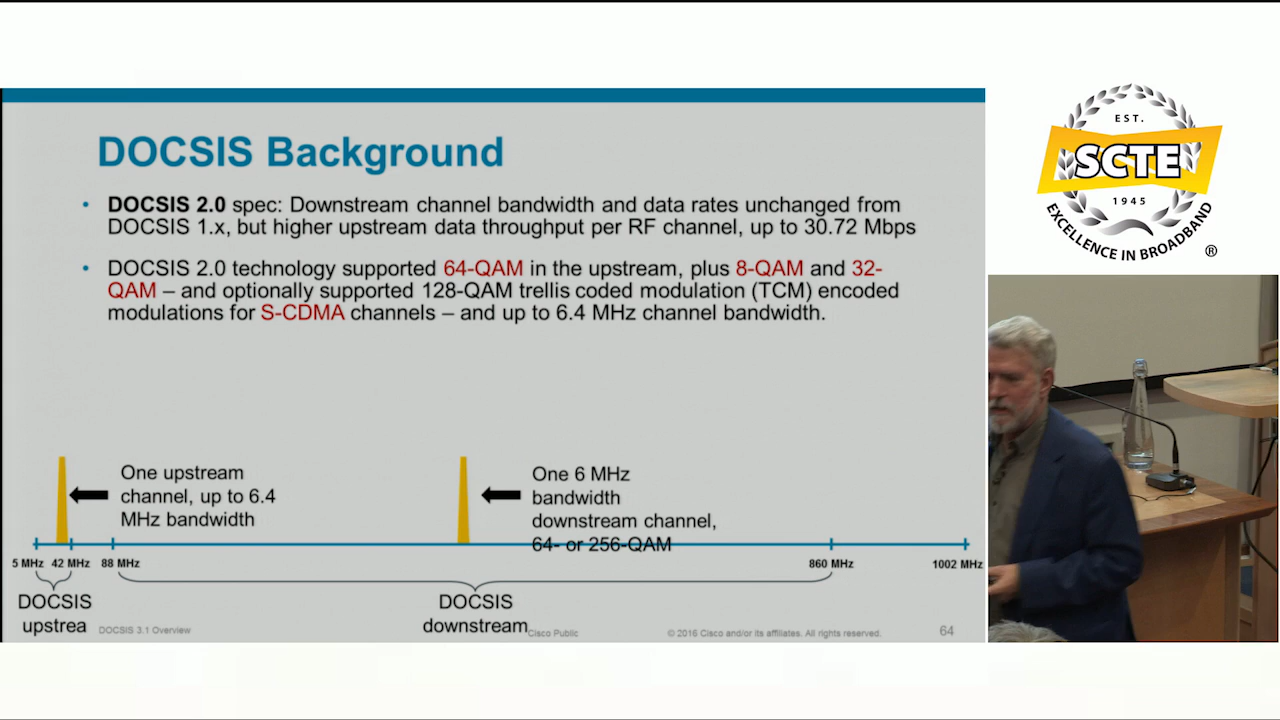 DOCSIS Background
• DOCSIS 2.0 spec: Downstream channel bandwidth and data rates unchanged from
DOCSIS 1.x, but higher upstream data throughput per RF channel, up to 30.72 Mbps
• DOCSIS 2.0 technology supported 64-QAM in the upstream, plus 8-QAM and 32-
QAM – and optionally supported 128-QAM trellis coded modulation (TCM) encoded
modulations for S-CDMA channels – and up to 6.4 MHz channel bandwidth.
One upstream
channel, up to 6.4
MHz bandwidth
One 6 MHz
bandwidth
downstream channel,
64- or 256-QAM
5 MHz 42 MHz 88 MHz 860 MHz 1002 MHz
DOCSIS
upstrea
DOCSIS
downstream
DOCSIS 3.1 Overview
Cisco Public
© 2016 Cisco and/or its affiliates. All rights reserved.
64
EST.
SCTE
1945
EXCELLENCE IN BROADBAND
®